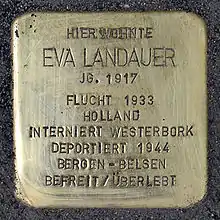 HIER WOHNTE
EVA LANDAUER
JG. 1917
FLUCHT 1933
HOLLAND
INTERNIERT WESTERBORK
DEPORTIERT 1944
BERGEN-BELSEN
BEFREIT/ÜBERLEBT